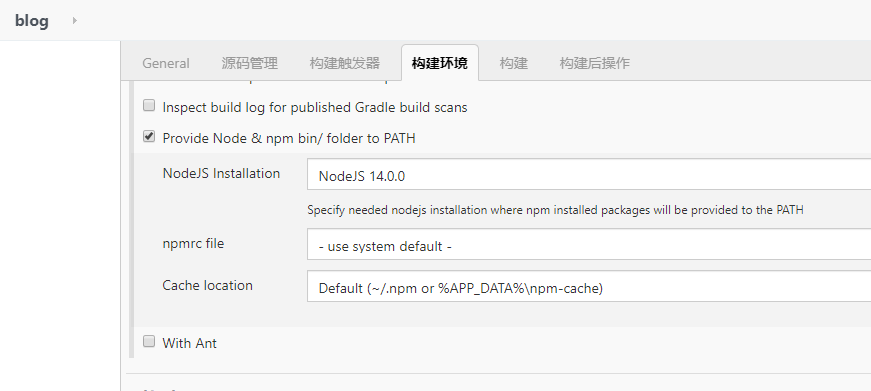 blog
General 源码管理 构建触发器 构建环境 构建 构建后操作
Inspect build log for published Gradle build scans
Provide Node & npm bin/ folder to PATH
NodeJS Installation NodeJS 14.0.0
Specify needed nodejs installation where npm installed packages will be provided to the PATH
npmrc file - use system default -
Cache location Default (~/.npm or %APP_DATA%\npm-cache)
With Ant